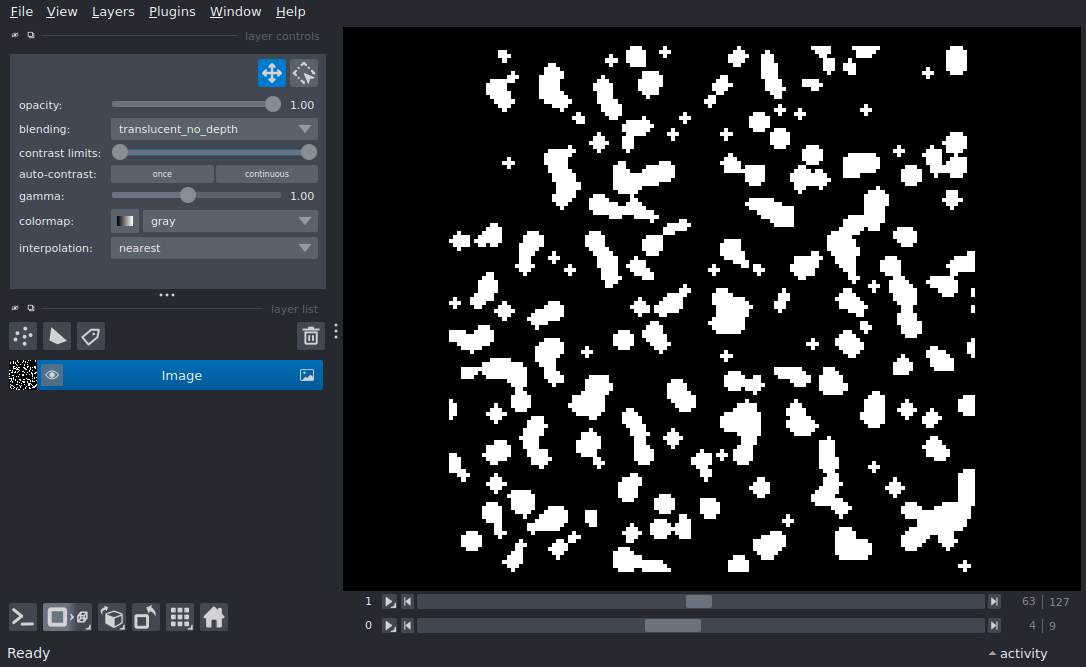 File View Layers Plugins Window Help
layer controls
opacity: 1.00
blending: translucent_no_depth
contrast limits:
auto-contrast: once continuous
gamma: 1.00
colormap: gray
interpolation: nearest
layer list
Image
1 63 127
0 4 9
Ready activity